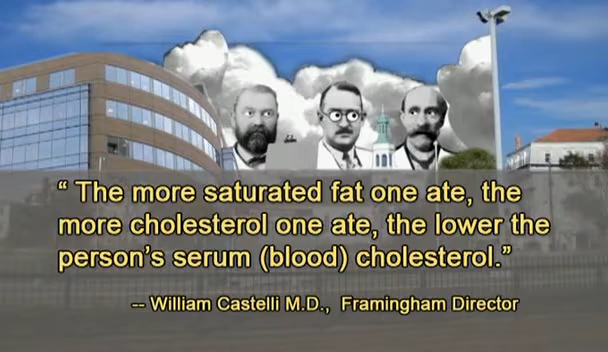 “ The more saturated fat one ate, the
more cholesterol one ate, the lower the
person’s serum (blood) cholesterol.”
-- William Castelli M.D., Framingham Director